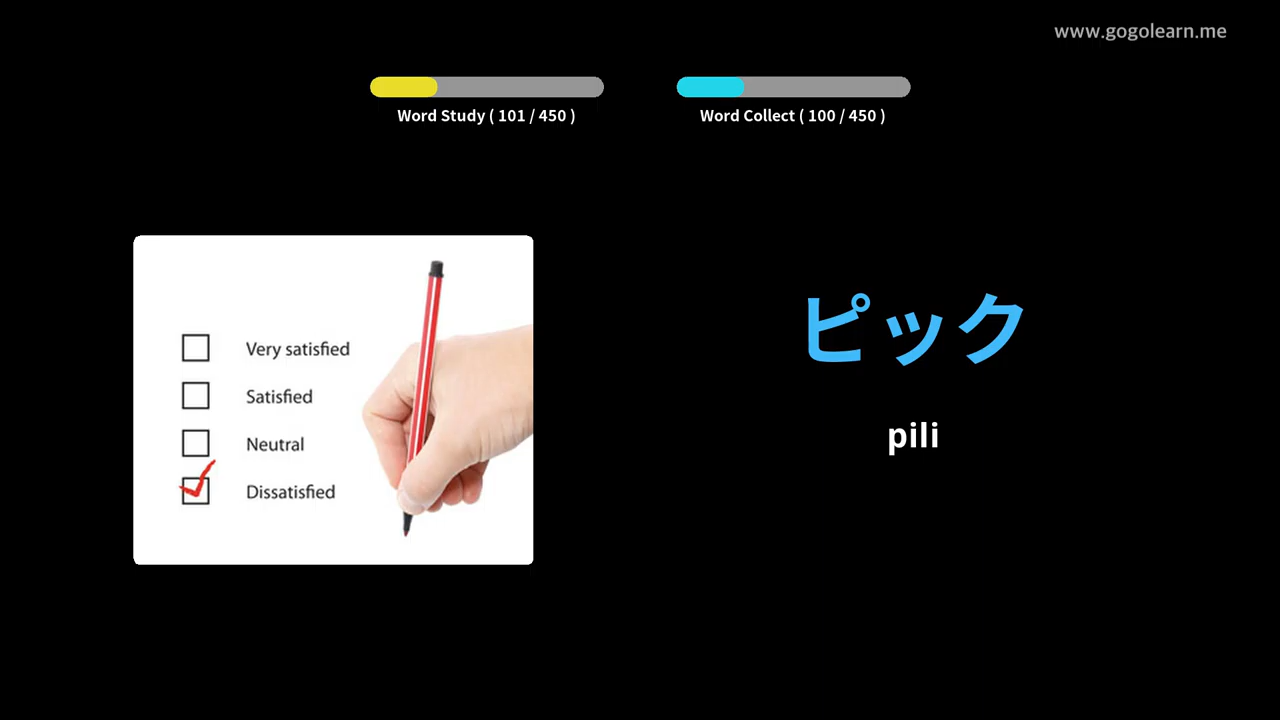 www.gogolearn.me
Word Study ( 101 / 450 )
Word Collect ( 100 / 450 )
Very satisfied
Satisfied
Neutral
Dissatisfied
ピック
pili